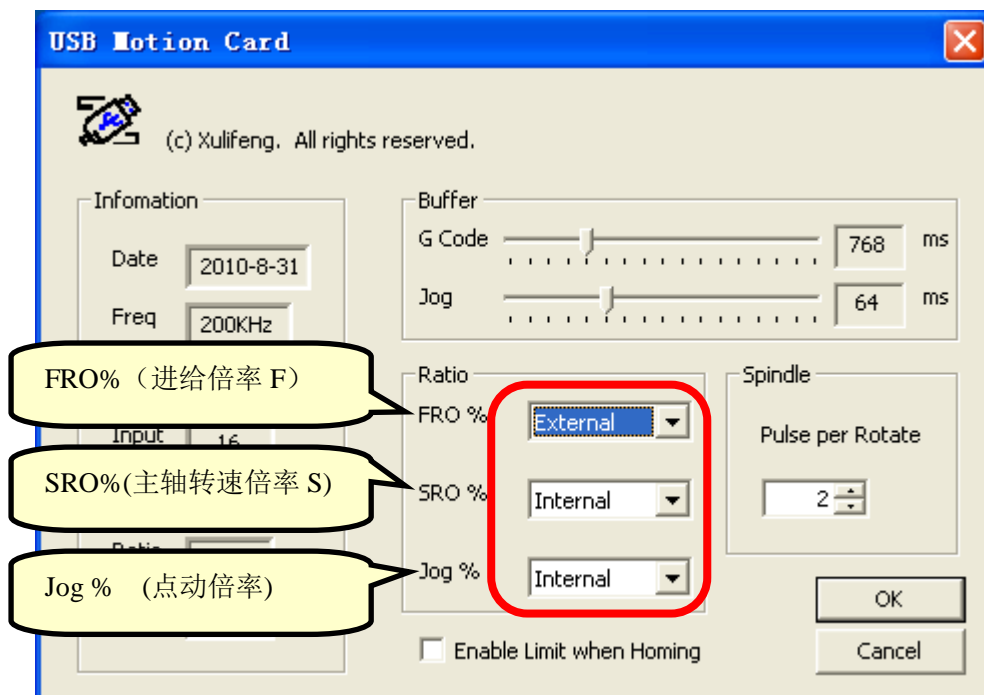 USB Motion Card
(c) Xulifeng. All rights reserved.
Infomation
Date 2010-8-31
Freq 200KHz
Input 16
Buffer
G Code 768 ms
Jog 64 ms
FRO%（进给倍率 F）
SRO%(主轴转速倍率 S)
Jog % (点动倍率)
Ratio
FRO % External
SRO % Internal
Jog % Internal
Spindle
Pulse per Rotate
2
Enable Limit when Homing
OK
Cancel